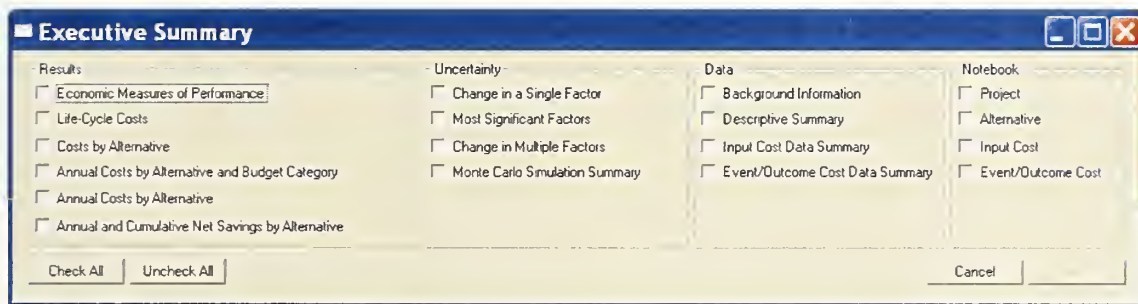 Executive Summary
Results
Economic Measures of Performance
Life-Cycle Costs
Costs by Alternative
Annual Costs by Alternative and Budget Category
Annual Costs by Alternative
Annual and Cumulative Net Savings by Alternative
Uncertainty
Change in a Single Factor
Most Significant Factors
Change in Multiple Factors
Monte Carlo Simulation Summary
Data
Background Information
Descriptive Summary
Input Cost Data Summary
Event/Outcome Cost Data Summary
Notebook
Project
Alternative
Input Cost
Event/Outcome Cost
Check All Uncheck All Cancel